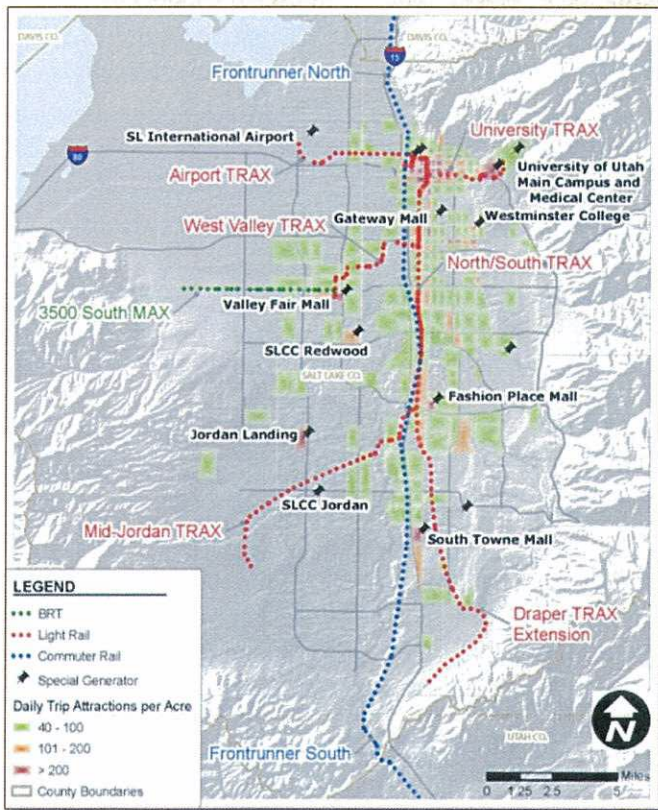 DAVIS CO.
DAVIS CO.
15
Frontrunner North
SL International Airport
University TRAX
80
Airport TRAX
University of Utah
Main Campus and
Medical Center
West Valley TRAX
Gateway Mall
Westminster College
North/South TRAX
3500 South MAX
Valley Fair Mall
SLCC Redwood
SALT LAKE CO.
Fashion Place Mall
Jordan Landing
SLCC Jordan
Mid-Jordan TRAX
South Towne Mall
LEGEND
BRT
Light Rail
Commuter Rail
Special Generator
Daily Trip Attractions per Acre
40 - 100
101 - 200
> 200
County Boundaries
Draper TRAX
Extension
Frontrunner South
UTAH CO.
N
Miles
0 1.25 2.5 5